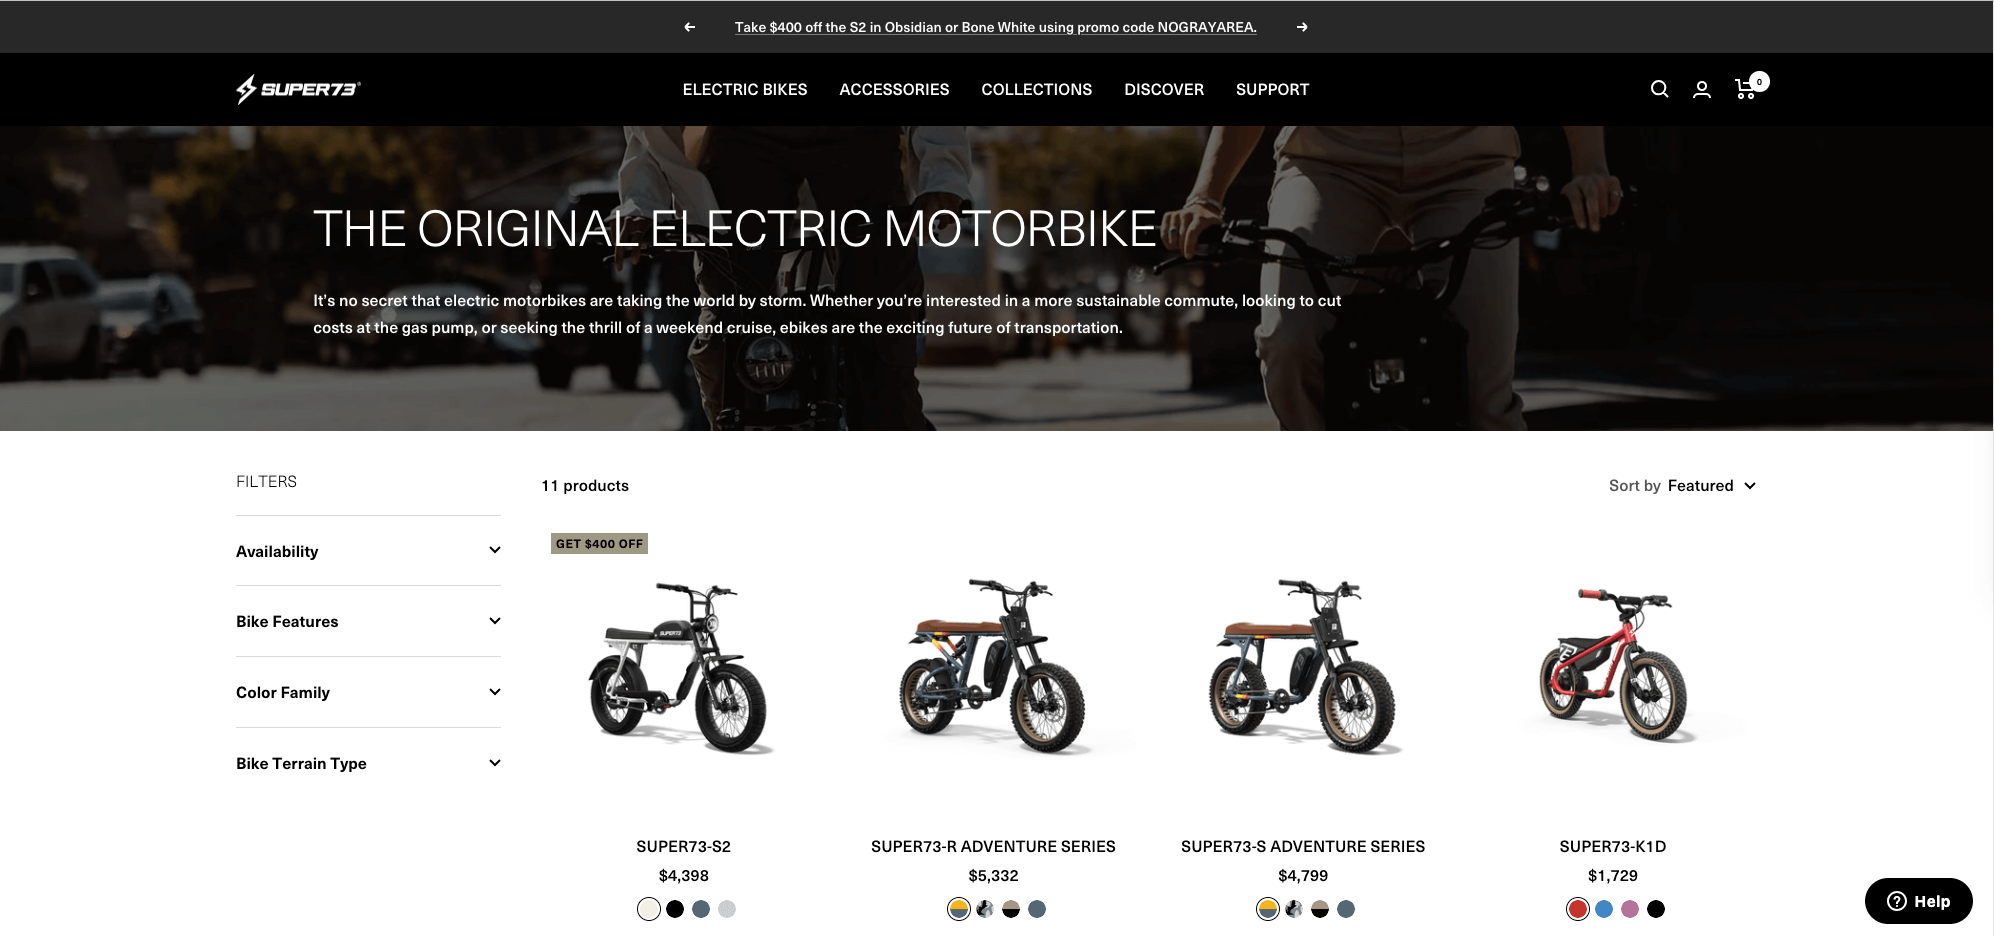 Take $400 off the S2 in Obsidian or Bone White using promo code NOGRAYAREA.
SUPER73
ELECTRIC BIKES
ACCESSORIES
COLLECTIONS
DISCOVER
SUPPORT
0
THE ORIGINAL ELECTRIC MOTORBIKE
It's no secret that electric motorbikes are taking the world by storm. Whether you're interested in a more sustainable commute, looking to cut
costs at the gas pump, or seeking the thrill of a weekend cruise, ebikes are the exciting future of transportation.
FILTERS
Availability
Bike Features
Color Family
Bike Terrain Type
11 products
Sort by Featured
GET $400 OFF
SUPER73
SUPER73-S2
$4,398
SUPER73-R ADVENTURE SERIES
$5,332
SUPER73-S ADVENTURE SERIES
$4,799
SUPER73-K1D
$1,729
Help